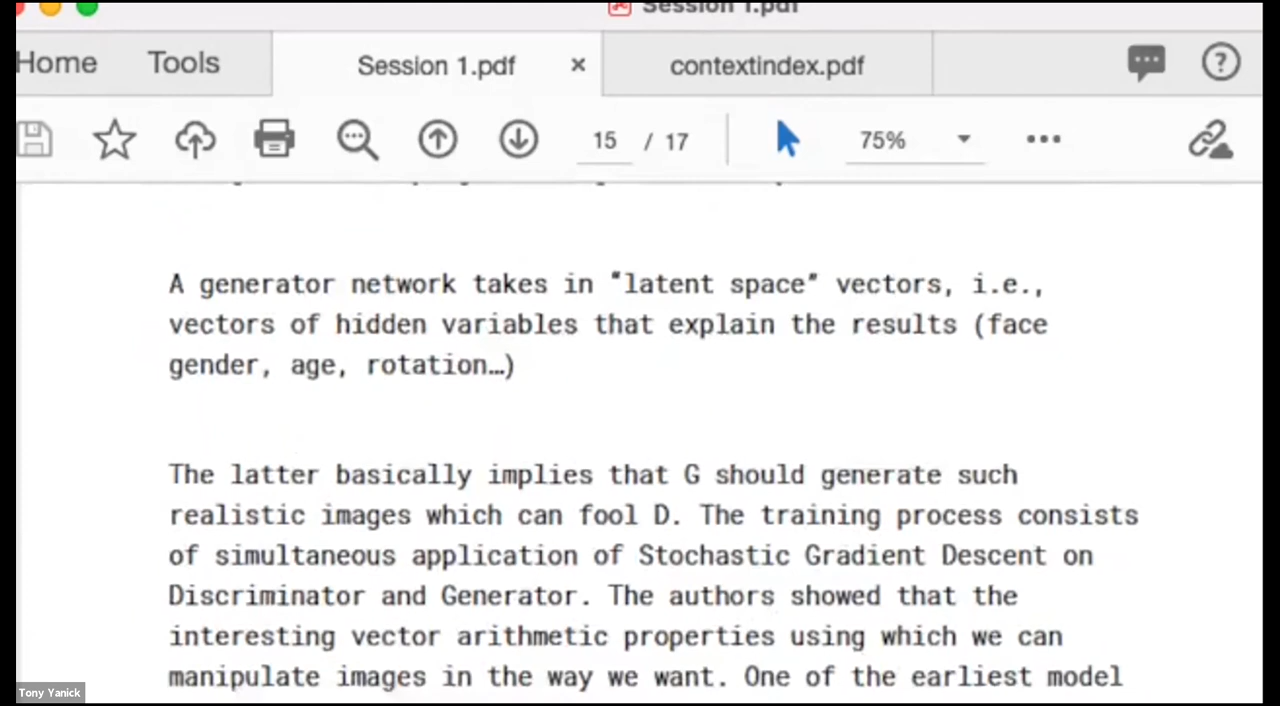 Session 1.pdf
Home Tools Session 1.pdf × contextindex.pdf
15 / 17 75%
A generator network takes in “latent space” vectors, i.e.,
vectors of hidden variables that explain the results (face
gender, age, rotation…)
The latter basically implies that G should generate such
realistic images which can fool D. The training process consists
of simultaneous application of Stochastic Gradient Descent on
Discriminator and Generator. The authors showed that the
interesting vector arithmetic properties using which we can
manipulate images in the way we want. One of the earliest model
Tony Yanick